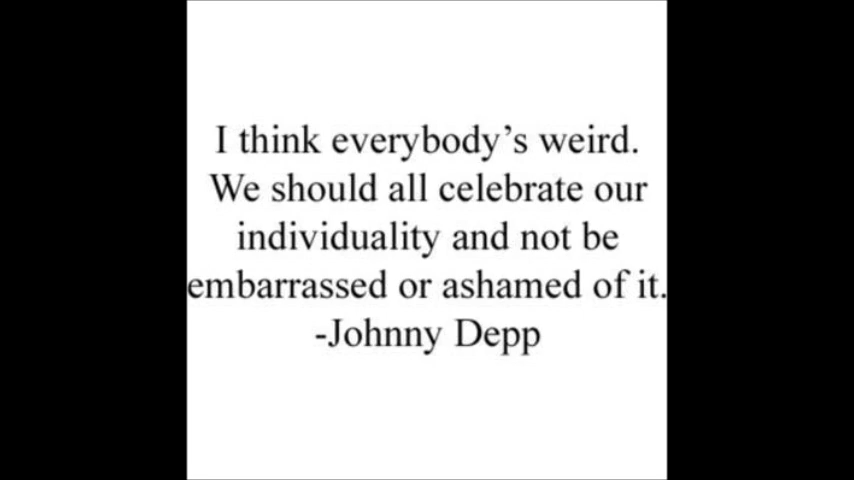 I think everybody’s weird.
We should all celebrate our
individuality and not be
embarrassed or ashamed of it.
-Johnny Depp